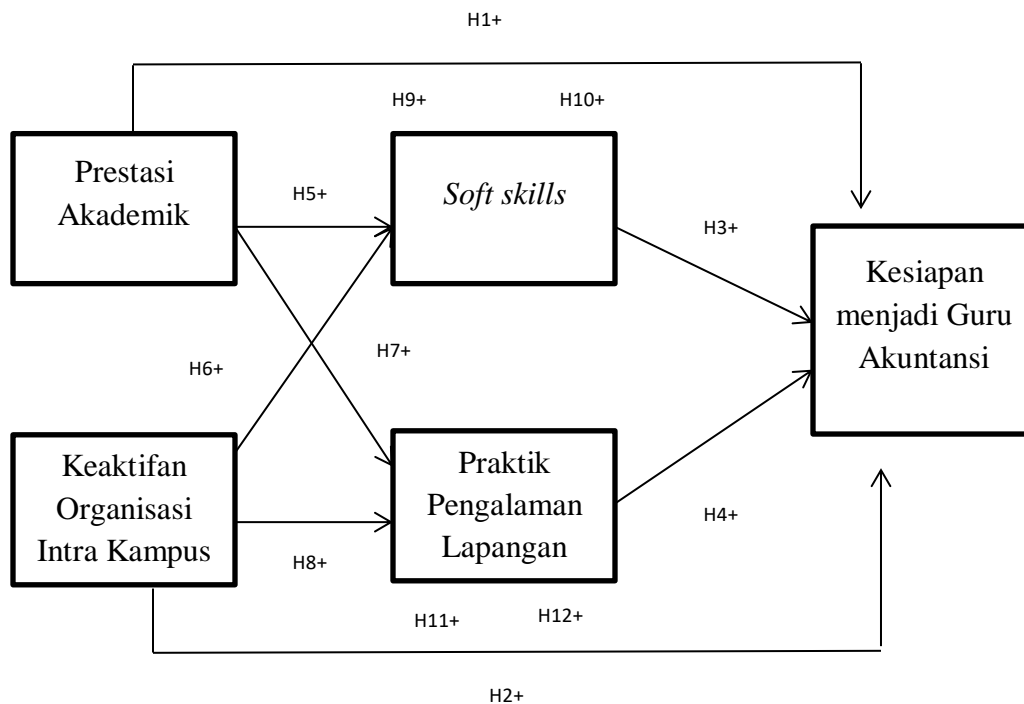 H1+
H9+
H10+
Prestasi
Akademik
H5+
Soft skills
H3+
Kesiapan
menjadi Guru
Akuntansi
H6+
H7+
Keaktifan
Organisasi
Intra Kampus
H8+
Praktik
Pengalaman
Lapangan
H4+
H11+
H12+
H2+